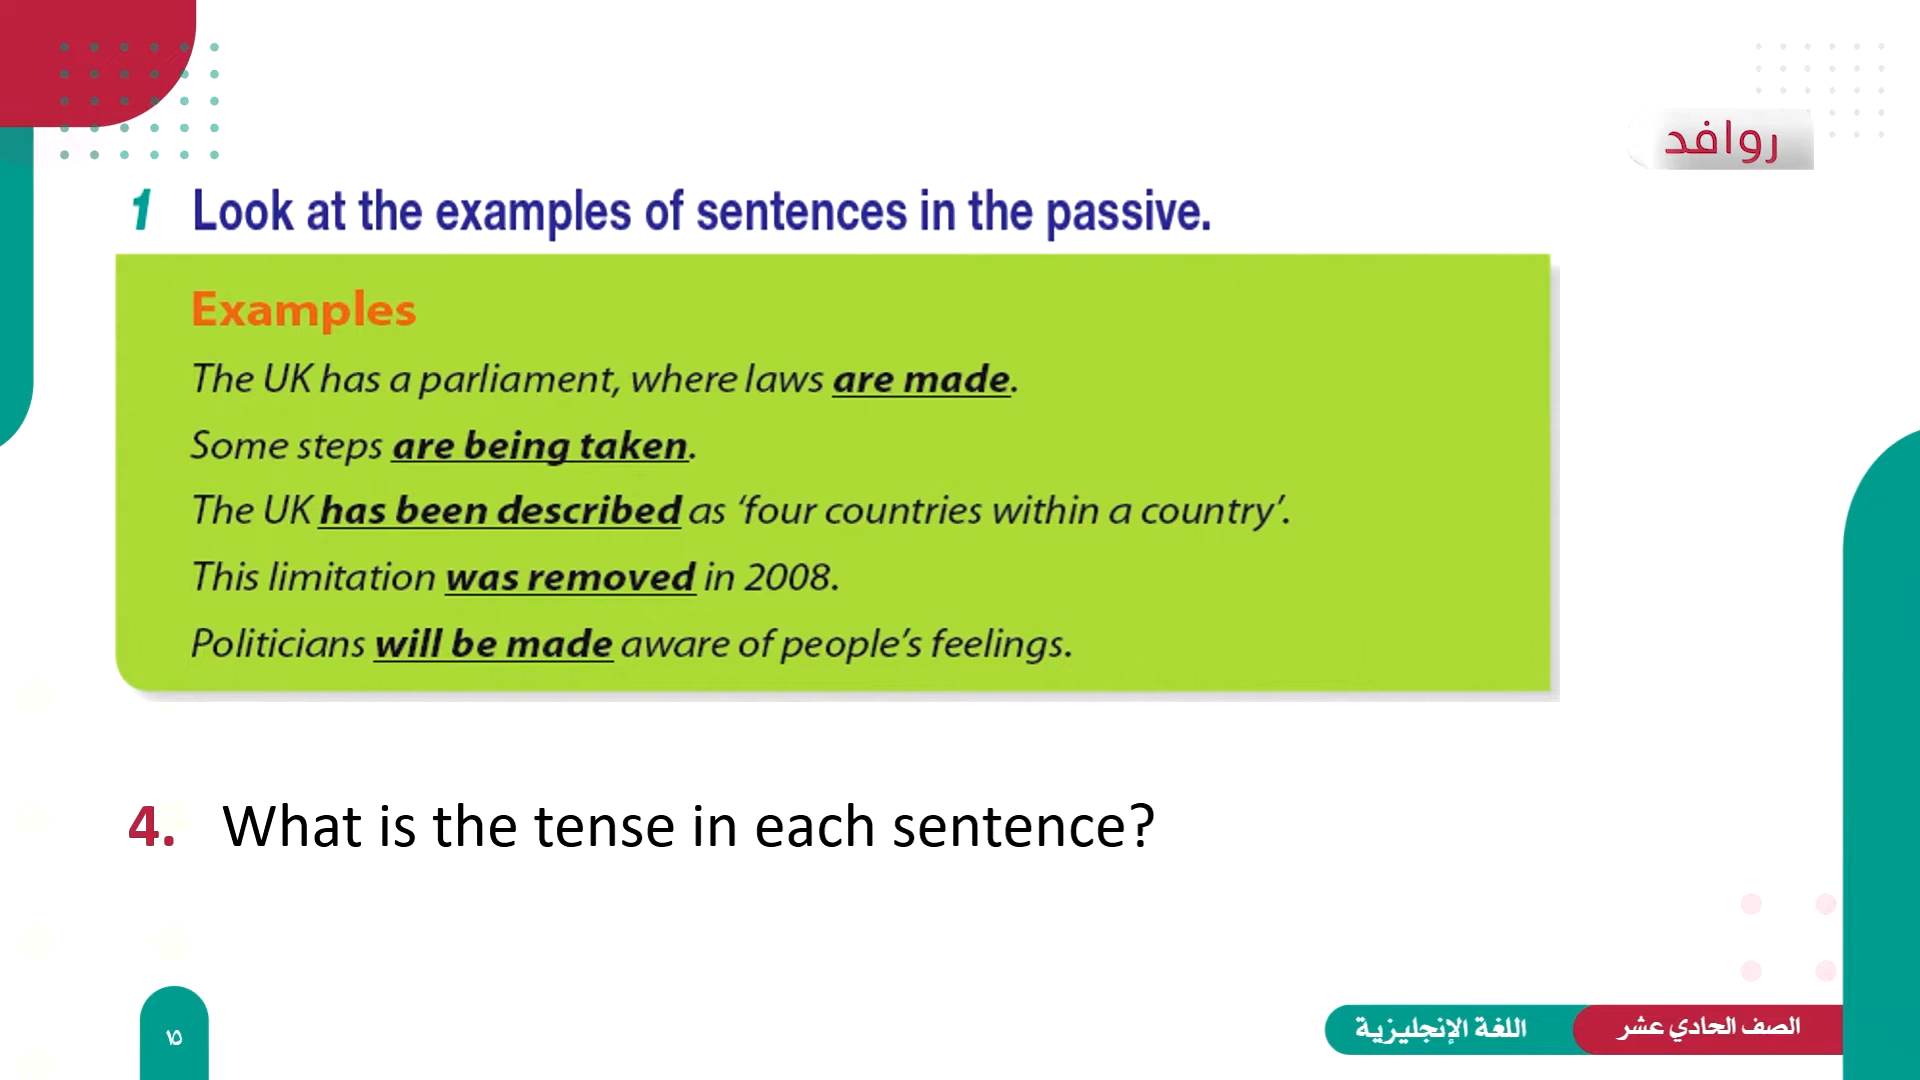 روافد
1 Look at the examples of sentences in the passive.
Examples
The UK has a parliament, where laws are made.
Some steps are being taken.
The UK has been described as ‘four countries within a country’.
This limitation was removed in 2008.
Politicians will be made aware of people’s feelings.
4. What is the tense in each sentence?
١٥
الصف الحادي عشر
اللغة الإنجليزية